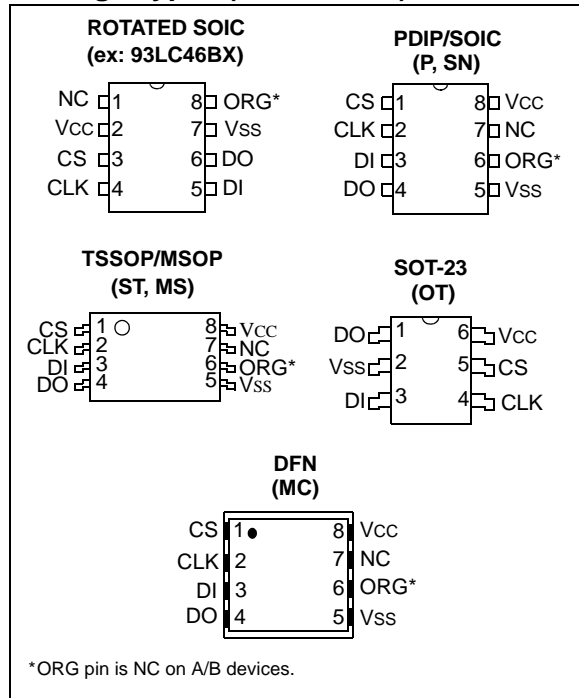 ROTATED SOIC
(ex: 93LC46BX)
NC 1 8 ORG*
Vcc 2 7 Vss
CS 3 6 DO
CLK 4 5 DI
PDIP/SOIC
(P, SN)
CS 1 8 Vcc
CLK 2 7 NC
DI 3 6 ORG*
DO 4 5 Vss
TSSOP/MSOP
(ST, MS)
CS 1 8 VCC
CLK 2 7 NC
DI 3 6 ORG*
DO 4 5 VSS
SOT-23
(OT)
DO 1 6 Vcc
Vss 2 5 CS
DI 3 4 CLK
DFN
(MC)
CS 1 8 Vcc
CLK 2 7 NC
DI 3 6 ORG*
DO 4 5 Vss
*ORG pin is NC on A/B devices.